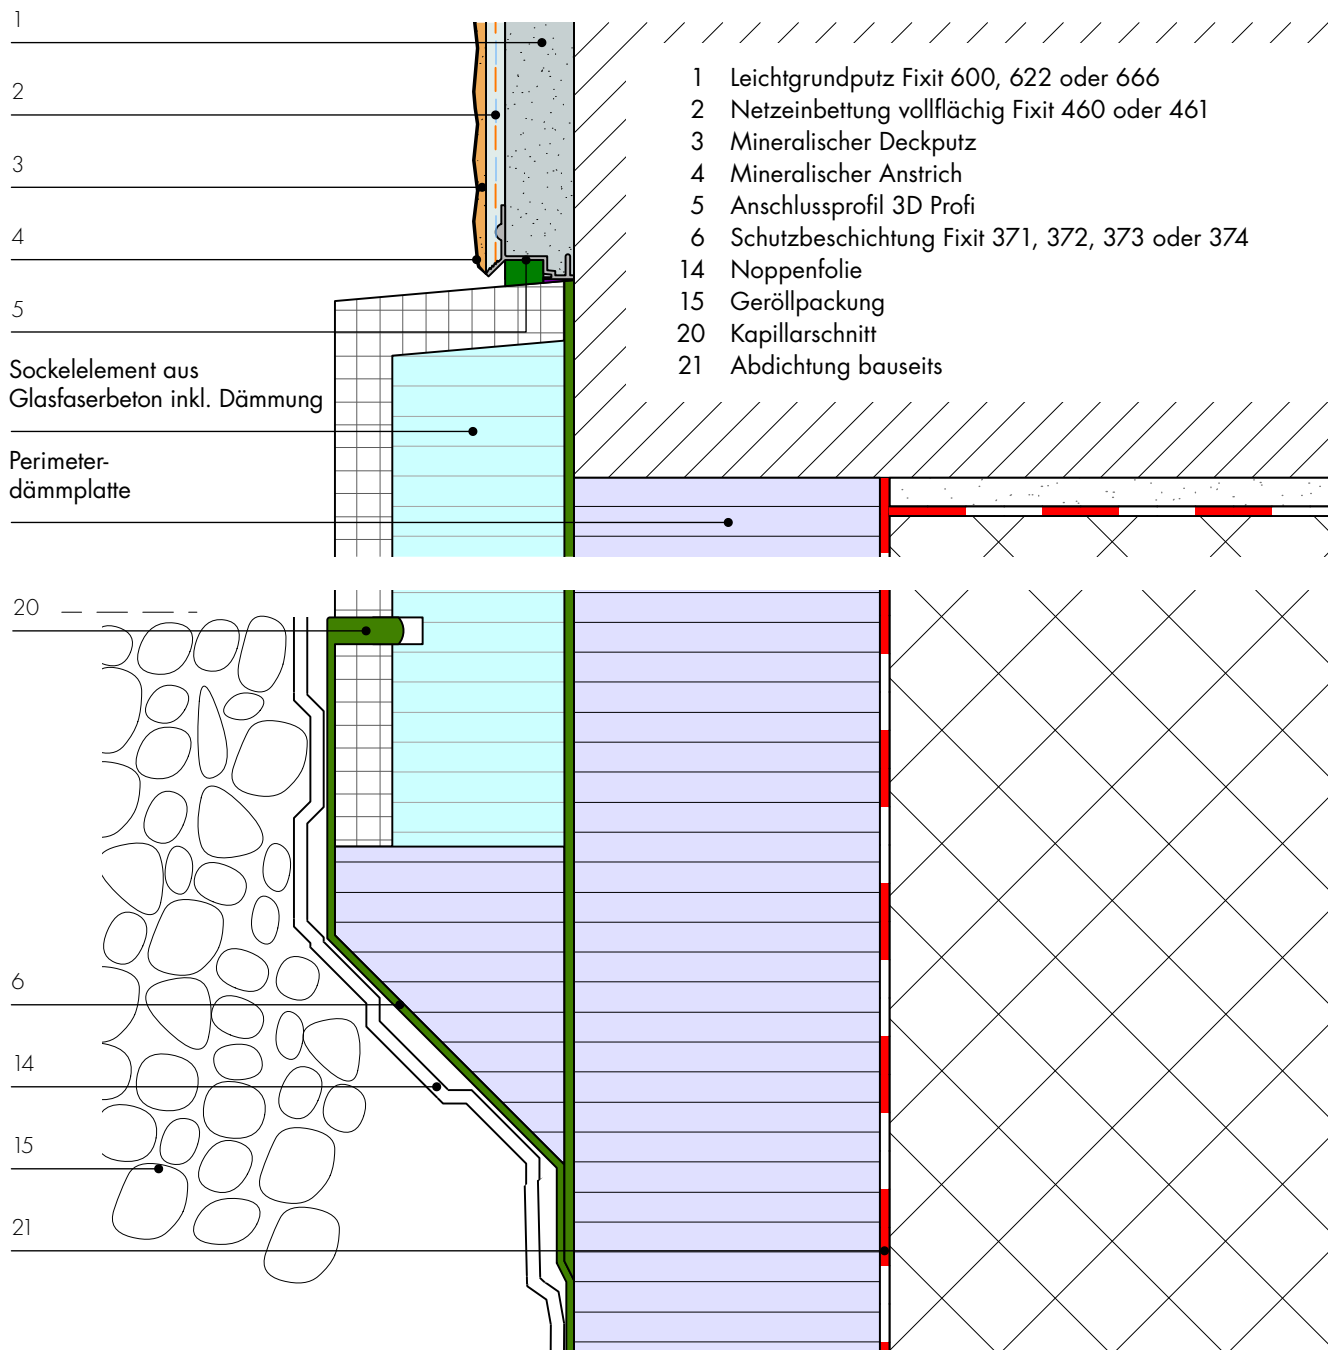 1
2
3
4
5
Sockelelement aus
Glasfaserbeton inkl. Dämmung
Perimeter-
dämmplatte
20
6
14
15
21
1 Leichtgrundputz Fixit 600, 622 oder 666
2 Netzeinbettung vollflächig Fixit 460 oder 461
3 Mineralischer Deckputz
4 Mineralischer Anstrich
5 Anschlussprofil 3D Profi
6 Schutzbeschichtung Fixit 371, 372, 373 oder 374
14 Noppenfolie
15 Geröllpackung
20 Kapillarschnitt
21 Abdichtung bauseits